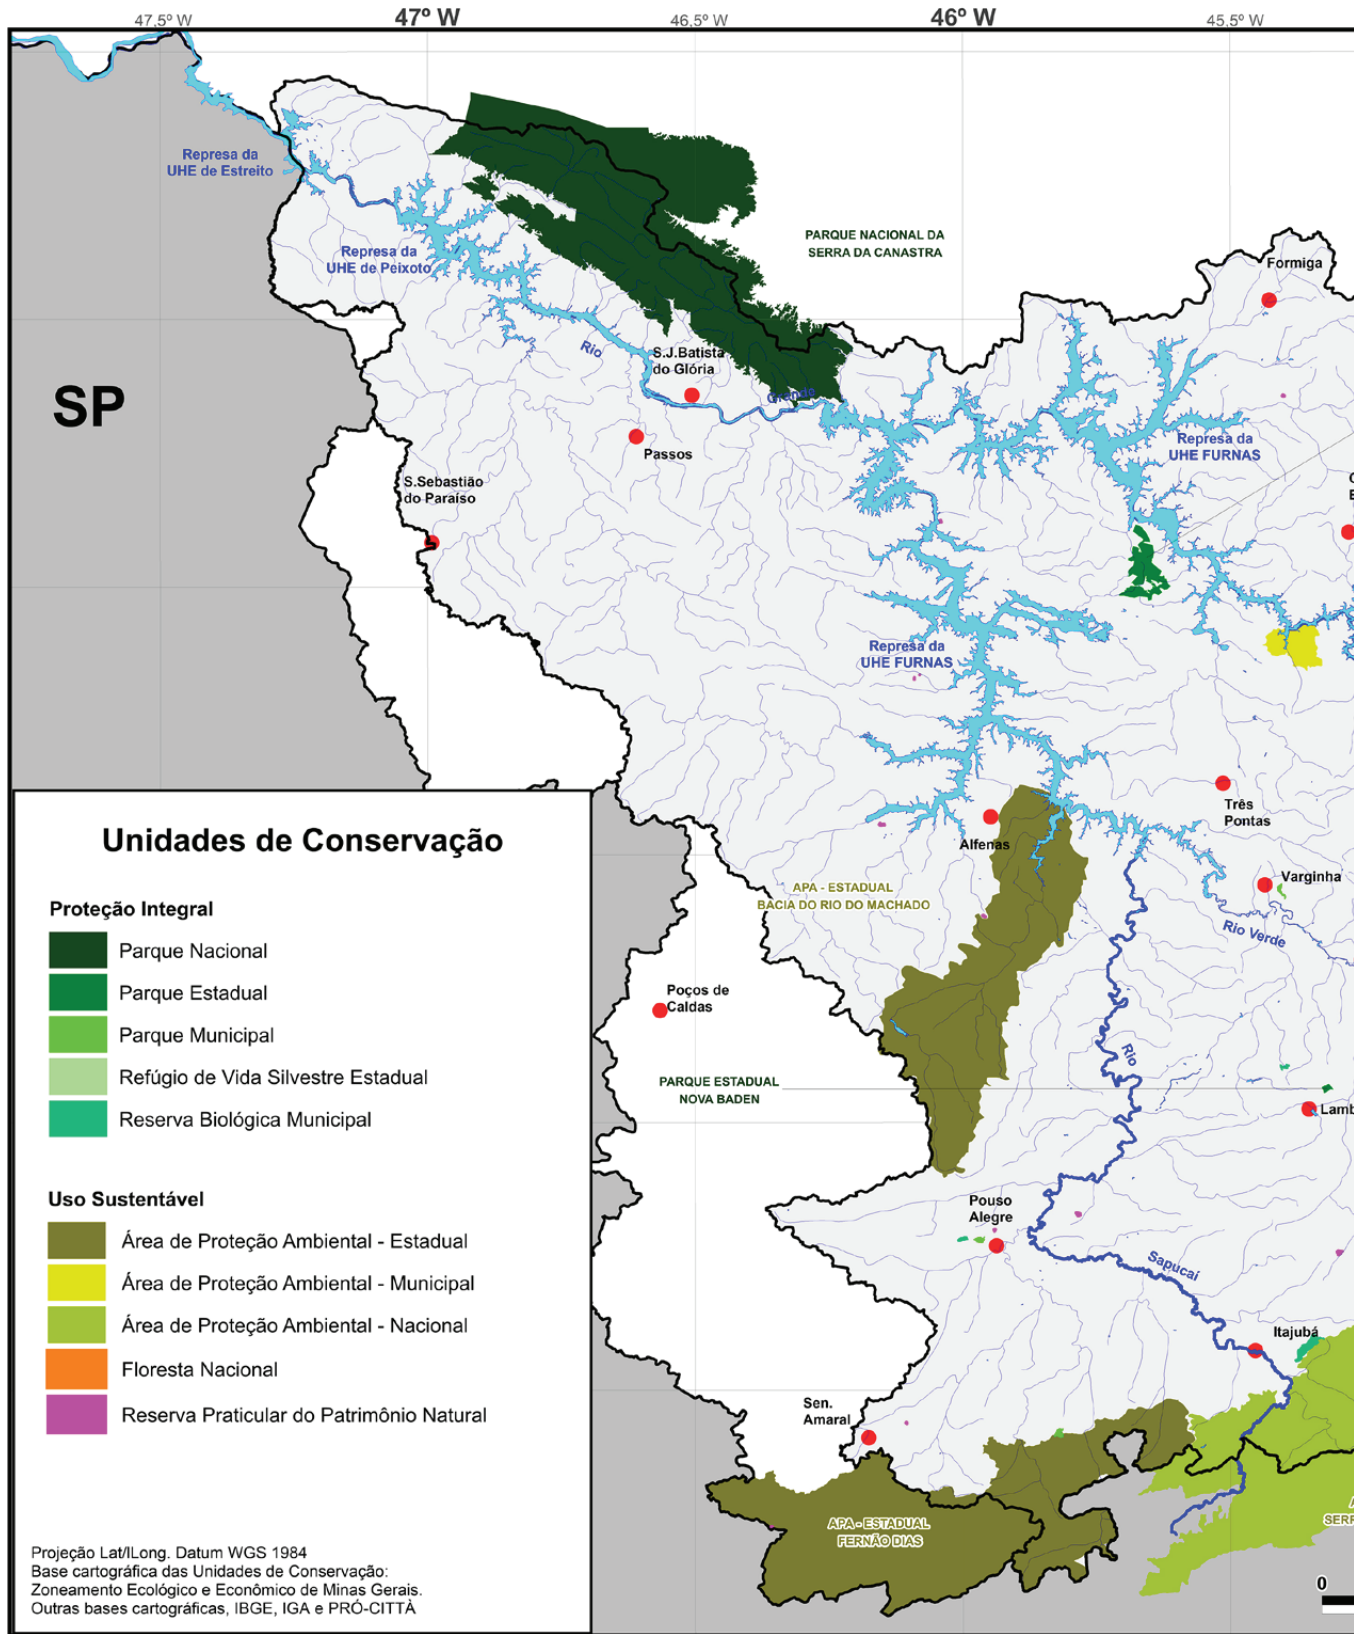 47,5º W
47º W
46,5º W
46º W
45,5º W
Represa da
UHE de Estreito
PARQUE NACIONAL DA
SERRA DA CANASTRA
Represa da
UHE de Peixoto
Formiga
Rio
S.J.Batista
do Glória
Grande
SP
Passos
Represa da
UHE FURNAS
S.Sebastião
do Paraíso
Represa da
UHE FURNAS
Três
Pontas
Alfenas
Varginha
APA - ESTADUAL
BACIA DO RIO DO MACHADO
Rio Verde
Poços de
Caldas
Rio
PARQUE ESTADUAL
NOVA BADEN
Lamb
Pouso
Alegre
Sapucaí
Itajubá
Sen.
Amaral
APA - ESTADUAL
FERNÃO DIAS
A
SERR
0
Unidades de Conservação
Proteção Integral
Parque Nacional
Parque Estadual
Parque Municipal
Refúgio de Vida Silvestre Estadual
Reserva Biológica Municipal
Uso Sustentável
Área de Proteção Ambiental - Estadual
Área de Proteção Ambiental - Municipal
Área de Proteção Ambiental - Nacional
Floresta Nacional
Reserva Praticular do Patrimônio Natural
Projeção Lat/lLong. Datum WGS 1984
Base cartográfica das Unidades de Conservação:
Zoneamento Ecológico e Econômico de Minas Gerais.
Outras bases cartográficas, IBGE, IGA e PRÓ-CITTÀ